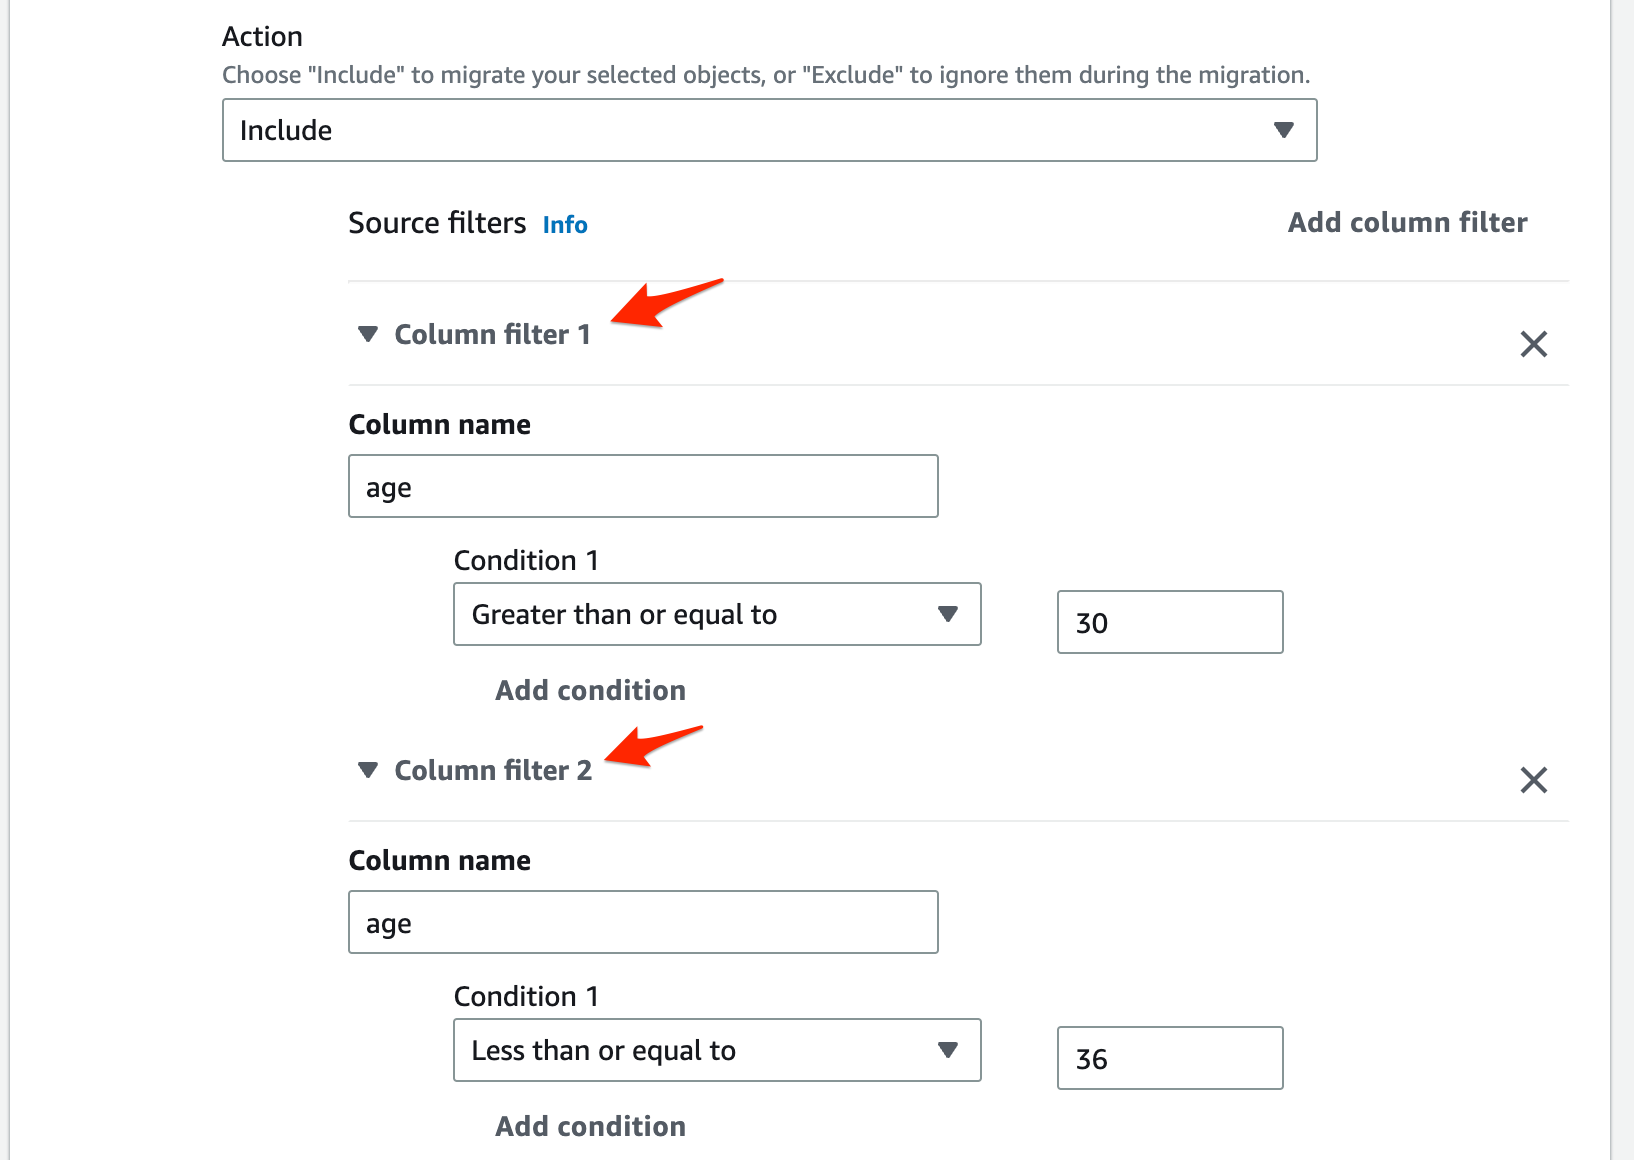 Action
Choose "Include" to migrate your selected objects, or "Exclude" to ignore them during the migration.
Include
Source filters Info Add column filter
Column filter 1
Column name
age
Condition 1
Greater than or equal to 30
Add condition
Column filter 2
Column name
age
Condition 1
Less than or equal to 36
Add condition